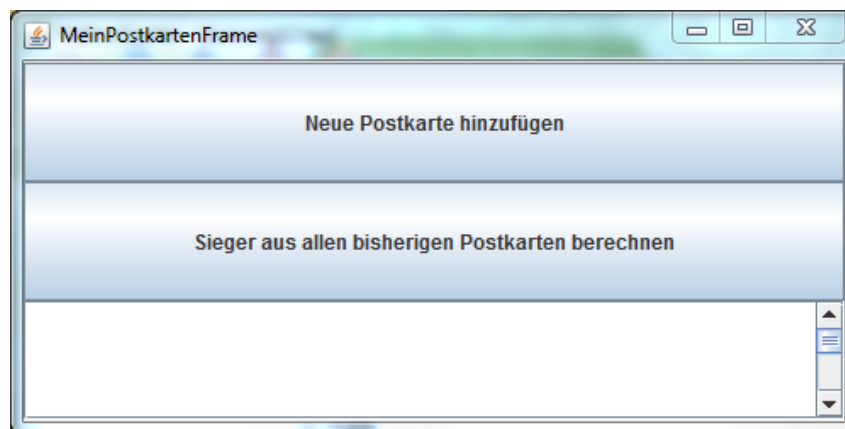 MeinPostkartenFrame
Neue Postkarte hinzufügen
Sieger aus allen bisherigen Postkarten berechnen